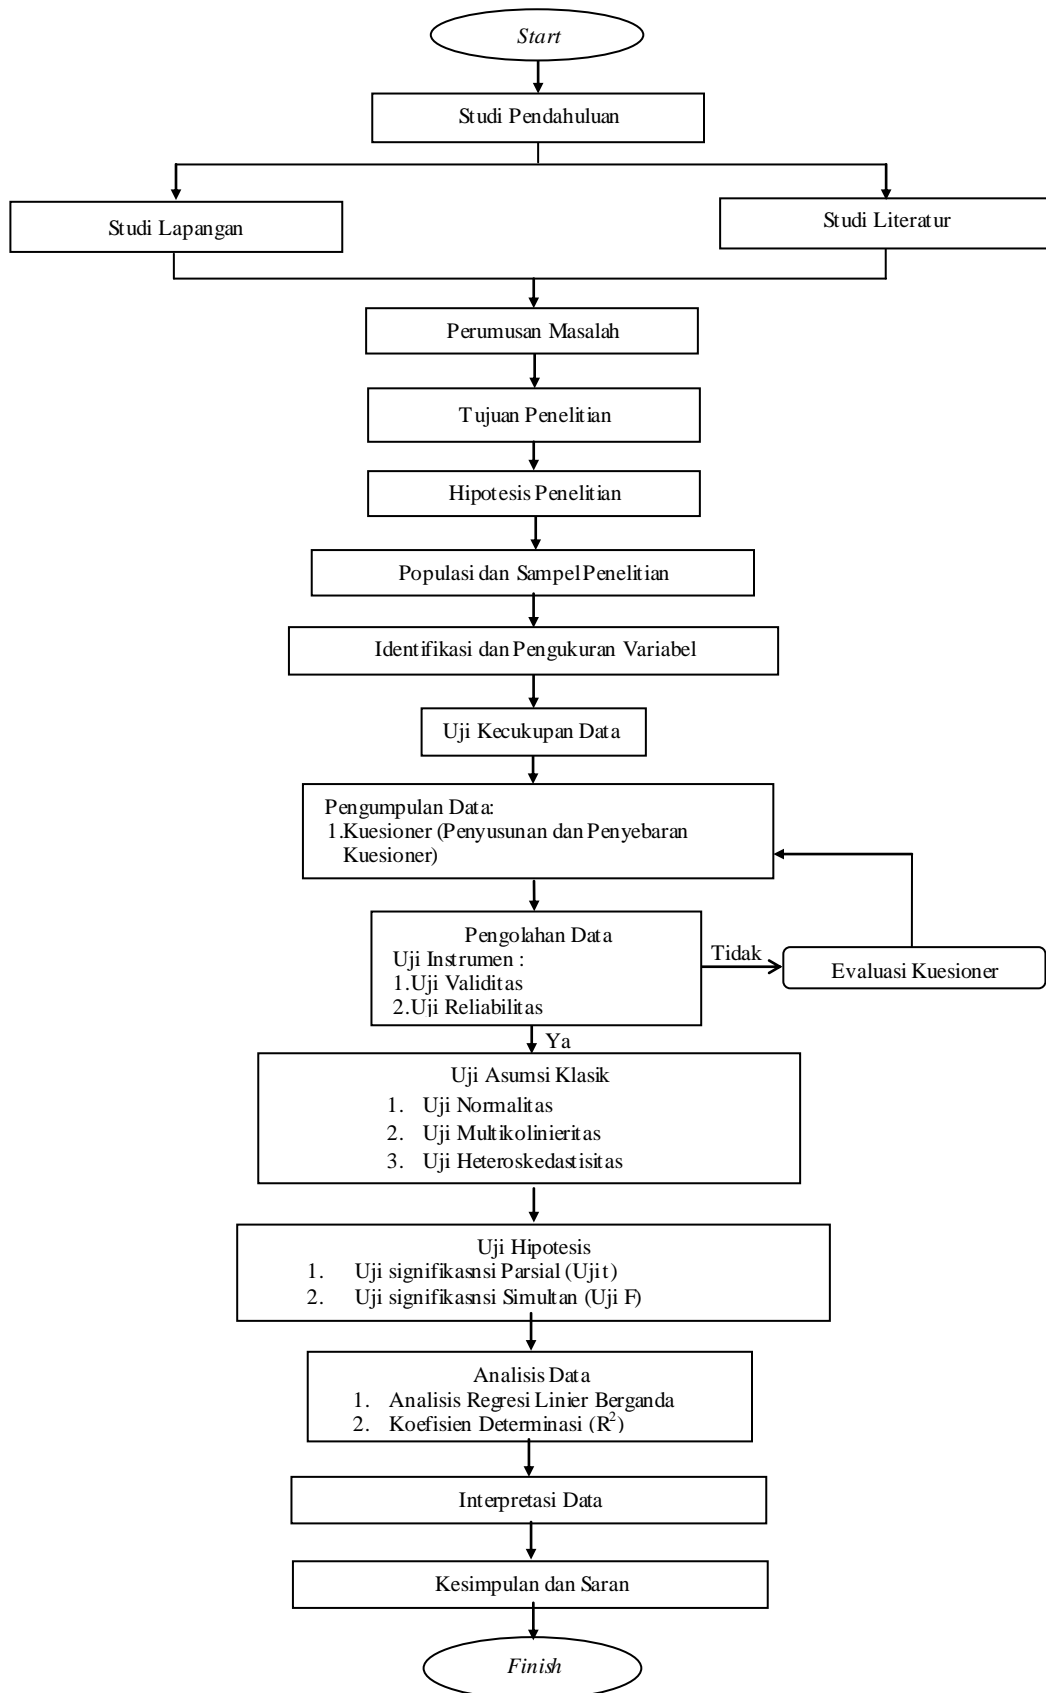 Start
Studi Pendahuluan
Studi Lapangan
Studi Literatur
Perumusan Masalah
Tujuan Penelitian
Hipotesis Penelitian
Populasi dan Sampel Penelitian
Identifikasi dan Pengukuran Variabel
Uji Kecukupan Data
Pengumpulan Data:
1.Kuesioner (Penyusunan dan Penyebaran
Kuesioner)
Pengolahan Data
Uji Instrumen :
1.Uji Validitas
2.Uji Reliabilitas
Tidak
Evaluasi Kuesioner
Ya
Uji Asumsi Klasik
1. Uji Normalitas
2. Uji Multikolinieritas
3. Uji Heteroskedastisitas
Uji Hipotesis
1. Uji signifikasnsi Parsial (Uji t)
2. Uji signifikasnsi Simultan (Uji F)
Analisis Data
1. Analisis Regresi Linier Berganda
2. Koefisien Determinasi (R²)
Interpretasi Data
Kesimpulan dan Saran
Finish